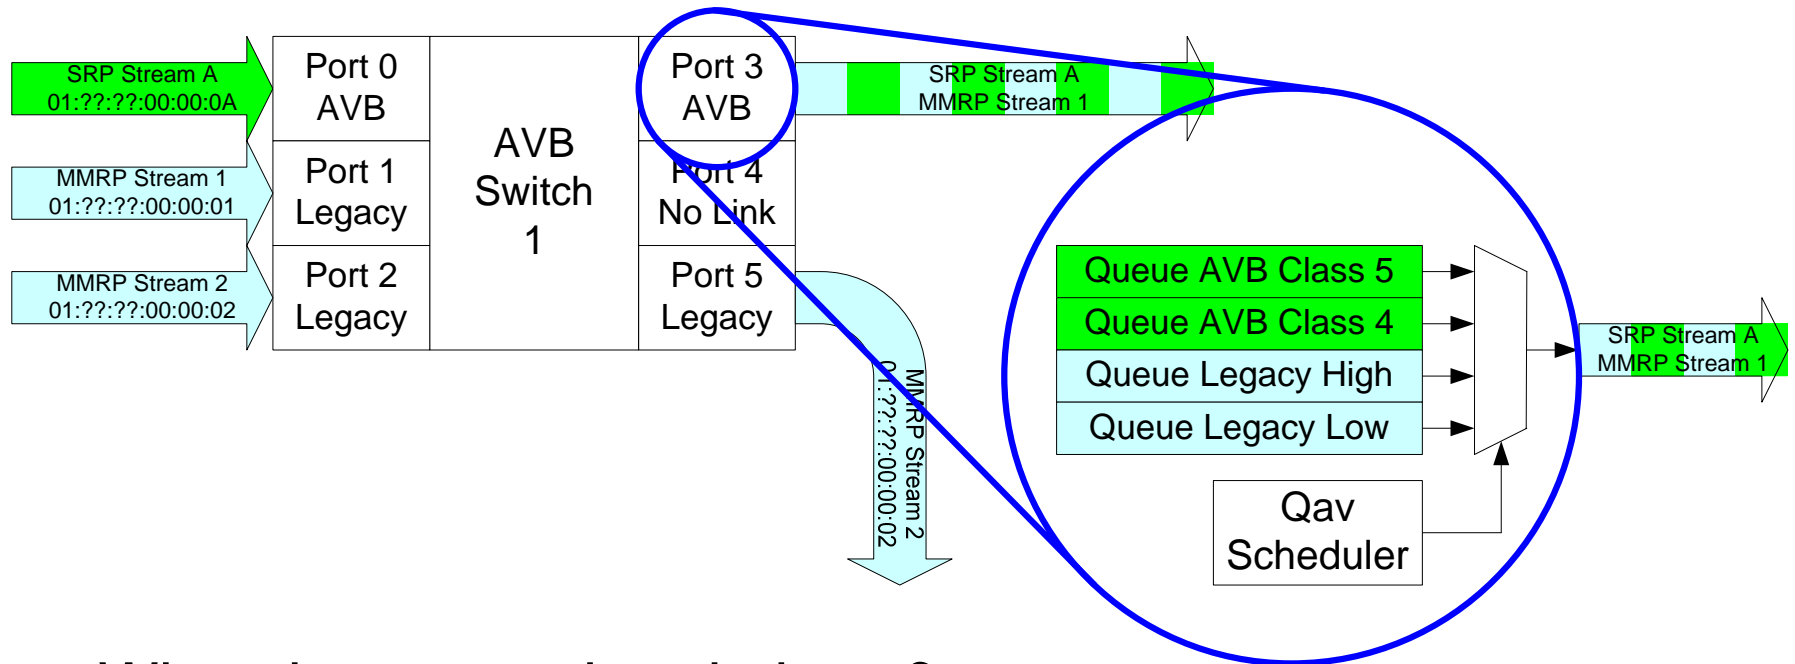 SRP Stream A
01:??:??:00:00:0A
MMRP Stream 1
01:??:??:00:00:01
MMRP Stream 2
01:??:??:00:00:02
Port 0
AVB
Port 1
Legacy
Port 2
Legacy
AVB
Switch
1
Port 3
AVB
Port 4
No Link
Port 5
Legacy
SRP Stream A
MMRP Stream 1
MMRP Stream 2
01:??:??:00:00:02
Queue AVB Class 5
Queue AVB Class 4
Queue Legacy High
Queue Legacy Low
Qav
Scheduler
SRP Stream A
MMRP Stream 1